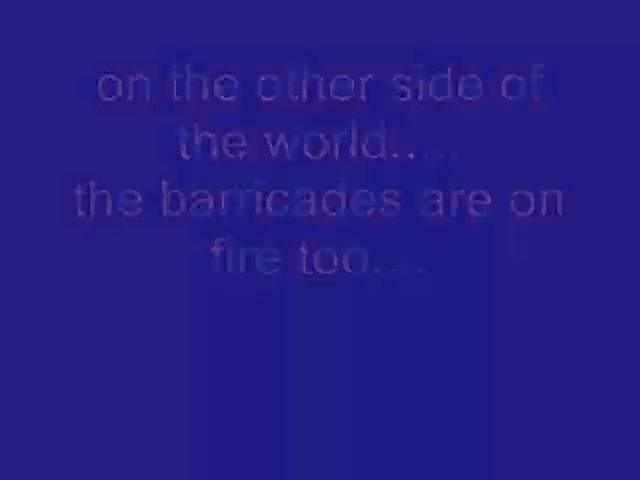 on the other side of
the world.....
the barricades are on
fire too....